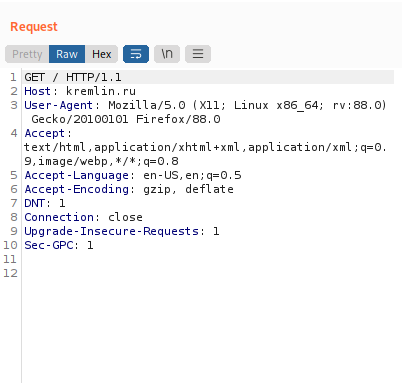 Request
Pretty Raw Hex \n
1 GET / HTTP/1.1
2 Host: kremlin.ru
3 User-Agent: Mozilla/5.0 (X11; Linux x86_64; rv:88.0)
Gecko/20100101 Firefox/88.0
4 Accept:
text/html,application/xhtml+xml,application/xml;q=0.
9,image/webp,*/*;q=0.8
5 Accept-Language: en-US,en;q=0.5
6 Accept-Encoding: gzip, deflate
7 DNT: 1
8 Connection: close
9 Upgrade-Insecure-Requests: 1
10 Sec-GPC: 1
11
12